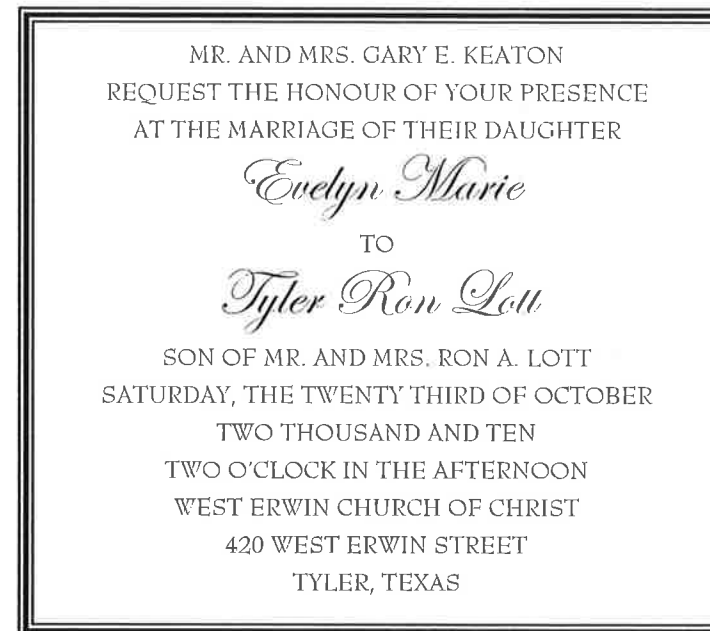 MR. AND MRS. GARY E. KEATON
REQUEST THE HONOUR OF YOUR PRESENCE
AT THE MARRIAGE OF THEIR DAUGHTER
Evelyn Marie
TO
Tyler Ron Lott
SON OF MR. AND MRS. RON A. LOTT
SATURDAY, THE TWENTY THIRD OF OCTOBER
TWO THOUSAND AND TEN
TWO O'CLOCK IN THE AFTERNOON
WEST ERWIN CHURCH OF CHRIST
420 WEST ERWIN STREET
TYLER, TEXAS